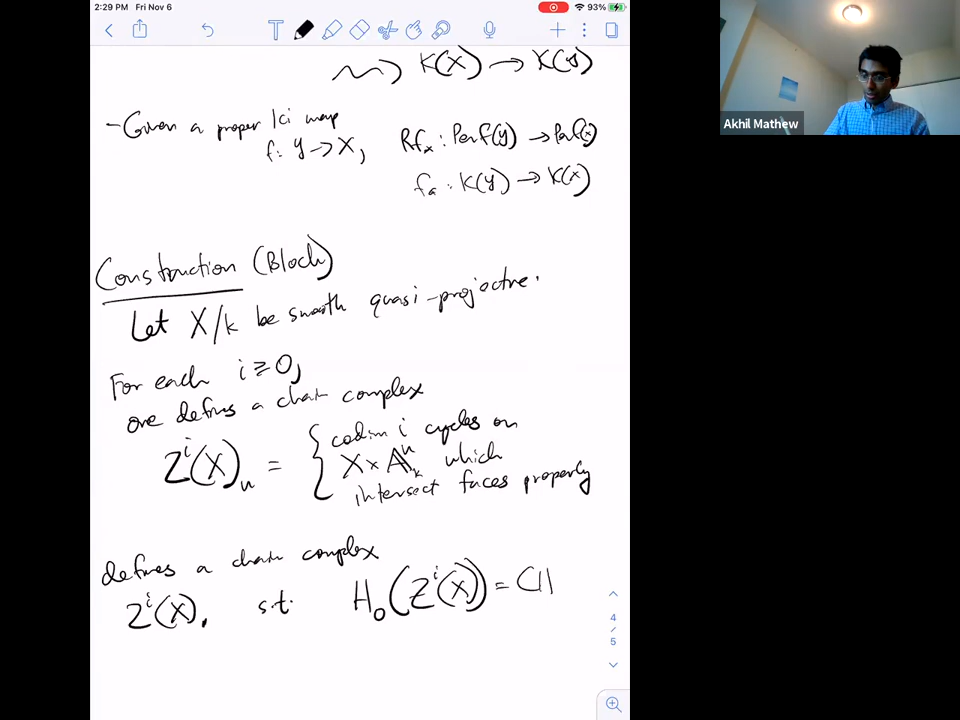 2:29 PM Fri Nov 6
93%
K(X) → K(Y)
- Given a proper lci map
f: Y → X, Rf_* : Perf(Y) → Perf(X)
f_* : K(Y) → K(X)
Construction (Bloch)
Let X/k be smooth quasi-projective.
For each i ≥ 0,
one defines a chain complex
Z^i(X)_n = { codim i cycles on
X × A^n_k which
intersect faces properly
defines a chain complex
Z^i(X)_• s.t. H_0(Z^i(X)) = CH
4
/
5
Akhil Mathew